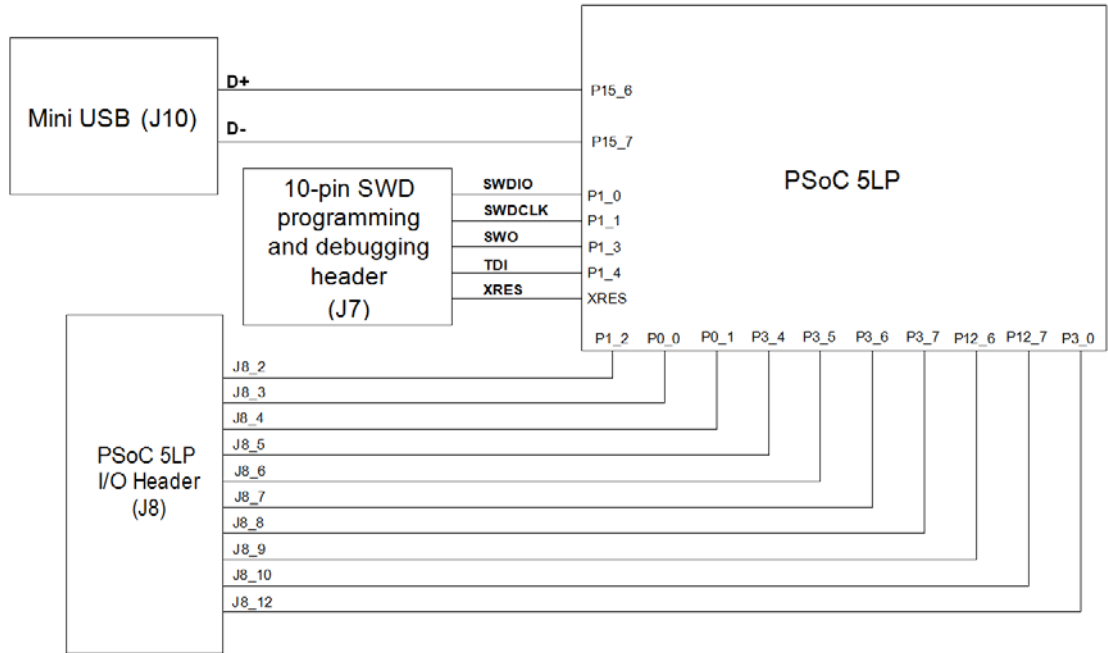 D+
P15_6
Mini USB (J10)
D-
P15_7
PSoC 5LP
10-pin SWD
programming
and debugging
header
(J7)
SWDIO
P1_0
SWDCLK
P1_1
SWO
P1_3
TDI
P1_4
XRES
XRES
P1_2 P0_0 P0_1 P3_4 P3_5 P3_6 P3_7 P12_6 P12_7 P3_0
J8_2
J8_3
J8_4
J8_5
J8_6
J8_7
J8_8
J8_9
J8_10
J8_12
PSoC 5LP
I/O Header
(J8)